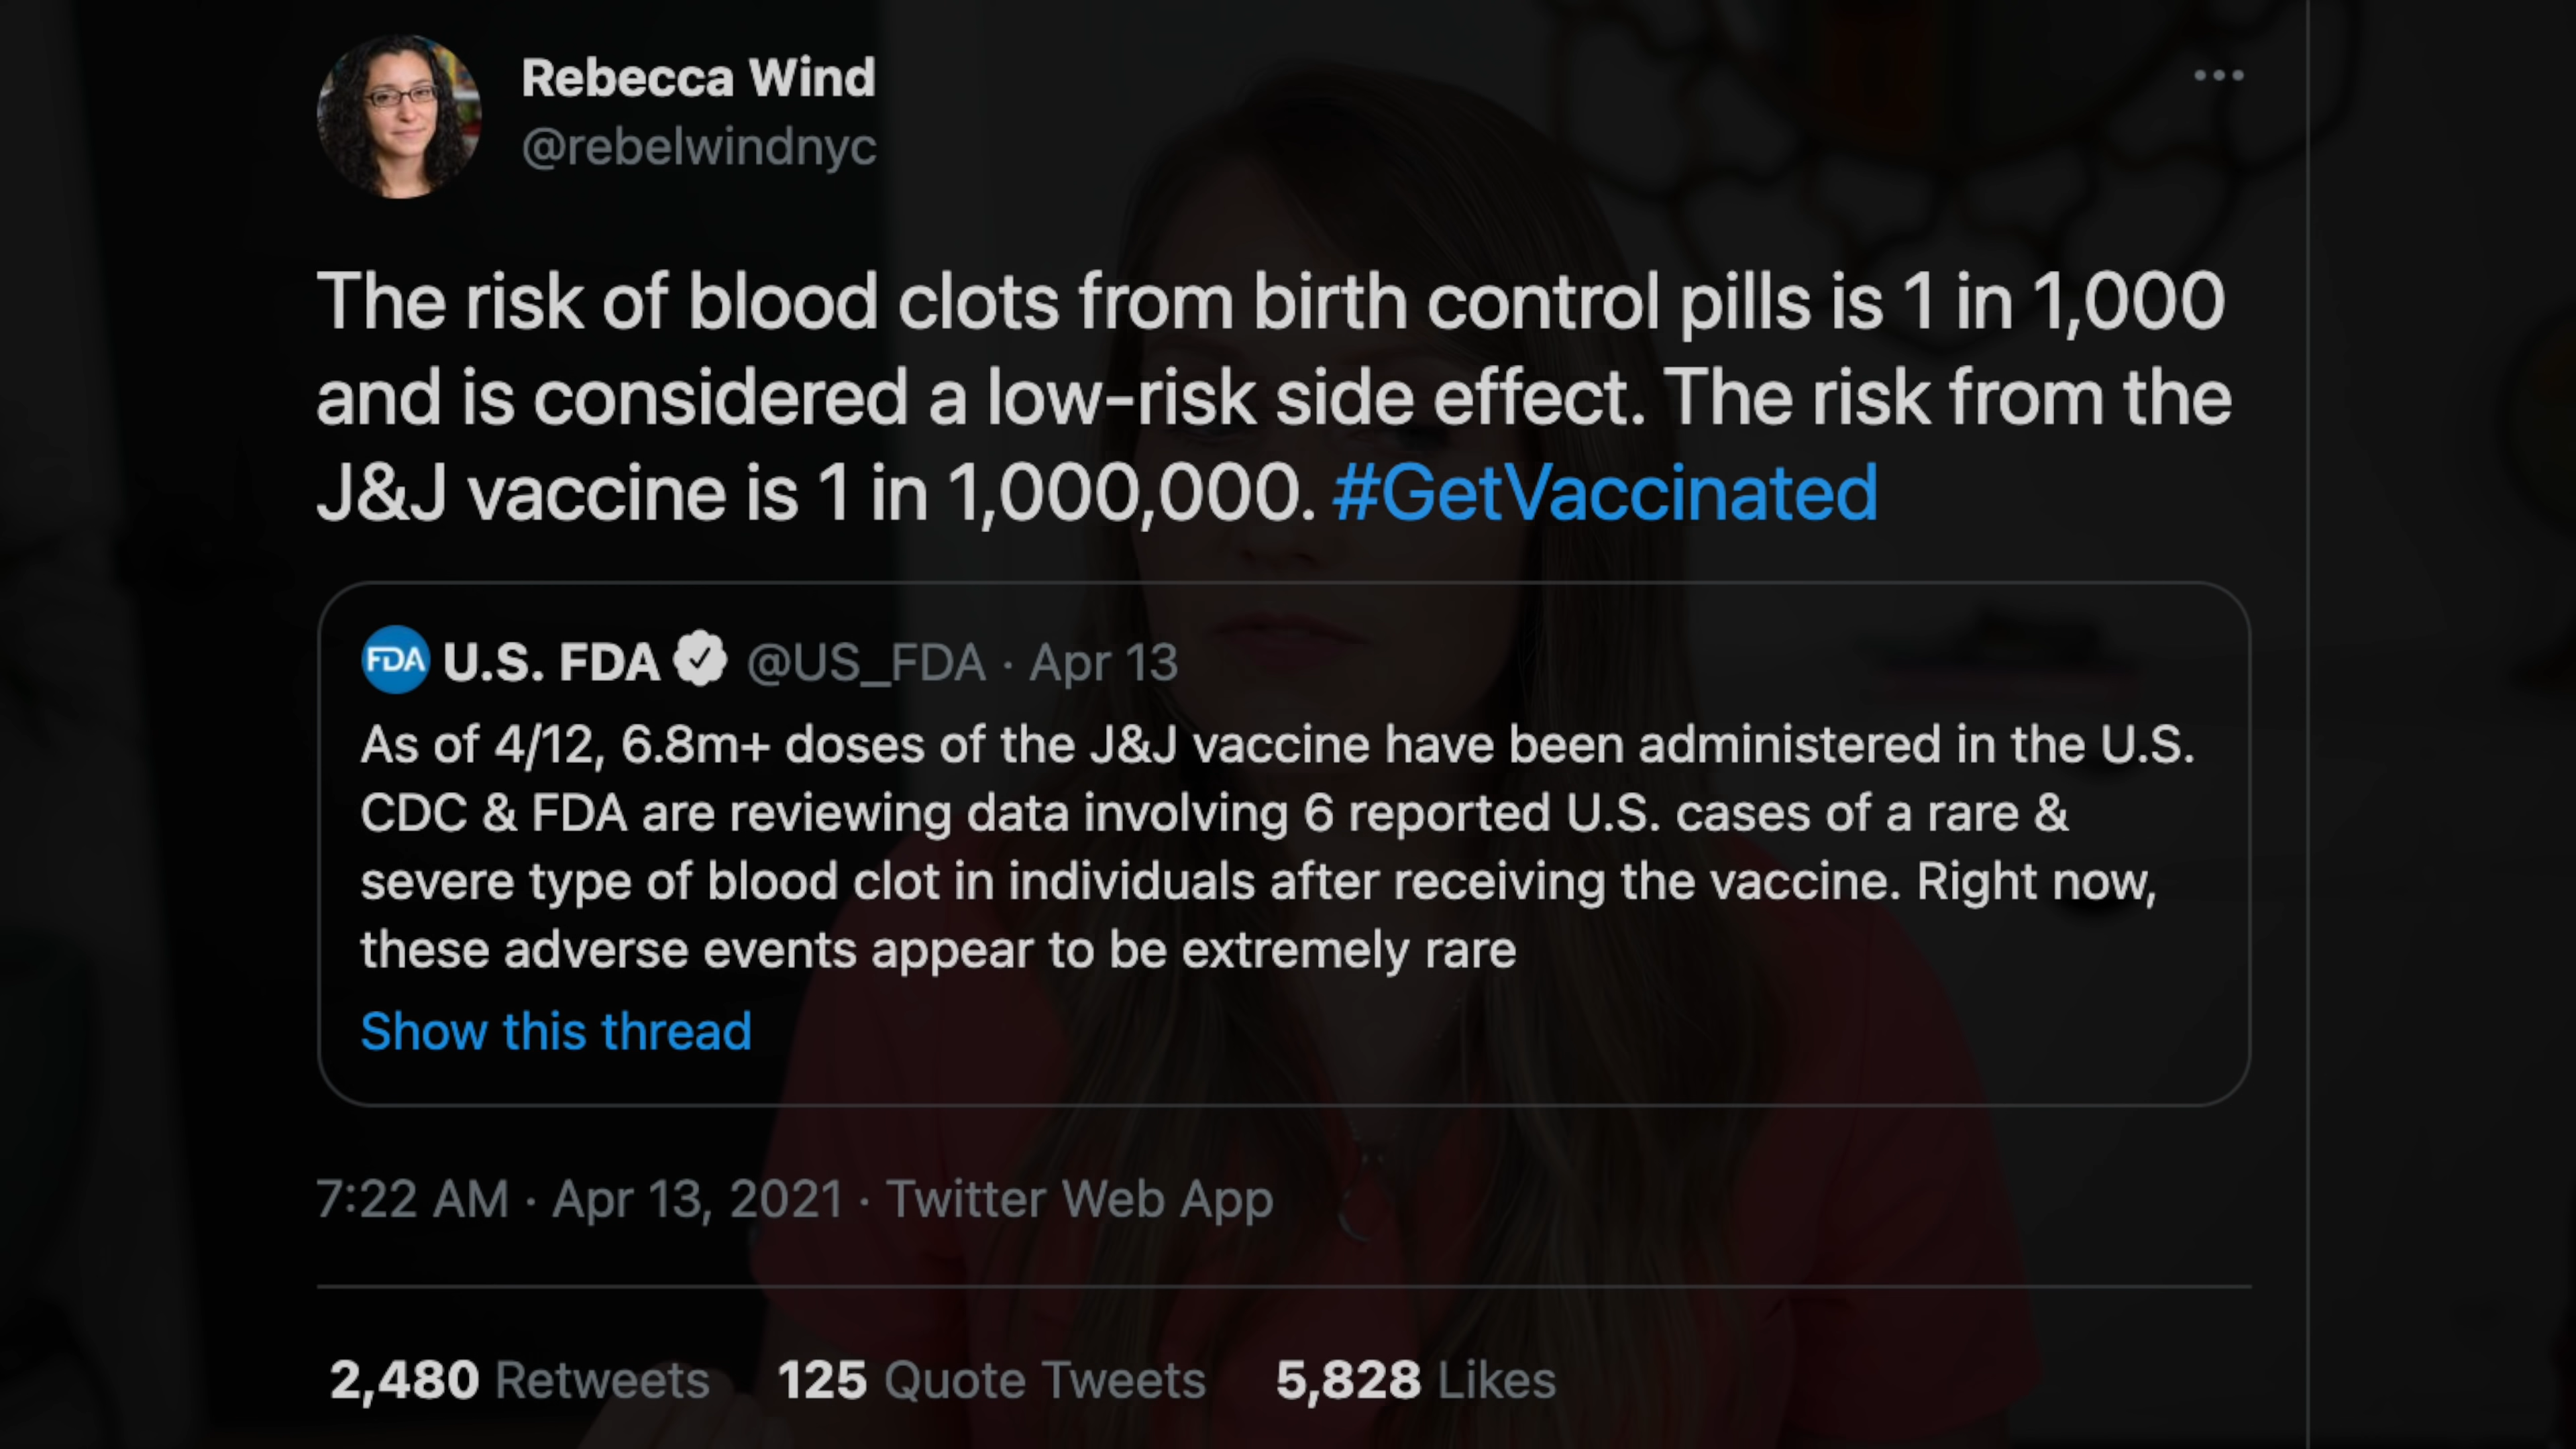 Rebecca Wind
@rebelwindnyc
The risk of blood clots from birth control pills is 1 in 1,000
and is considered a low-risk side effect. The risk from the
J&J vaccine is 1 in 1,000,000. #GetVaccinated
FDA U.S. FDA @US_FDA · Apr 13
As of 4/12, 6.8m+ doses of the J&J vaccine have been administered in the U.S.
CDC & FDA are reviewing data involving 6 reported U.S. cases of a rare &
severe type of blood clot in individuals after receiving the vaccine. Right now,
these adverse events appear to be extremely rare
Show this thread
7:22 AM · Apr 13, 2021 · Twitter Web App
2,480 Retweets 125 Quote Tweets 5,828 Likes